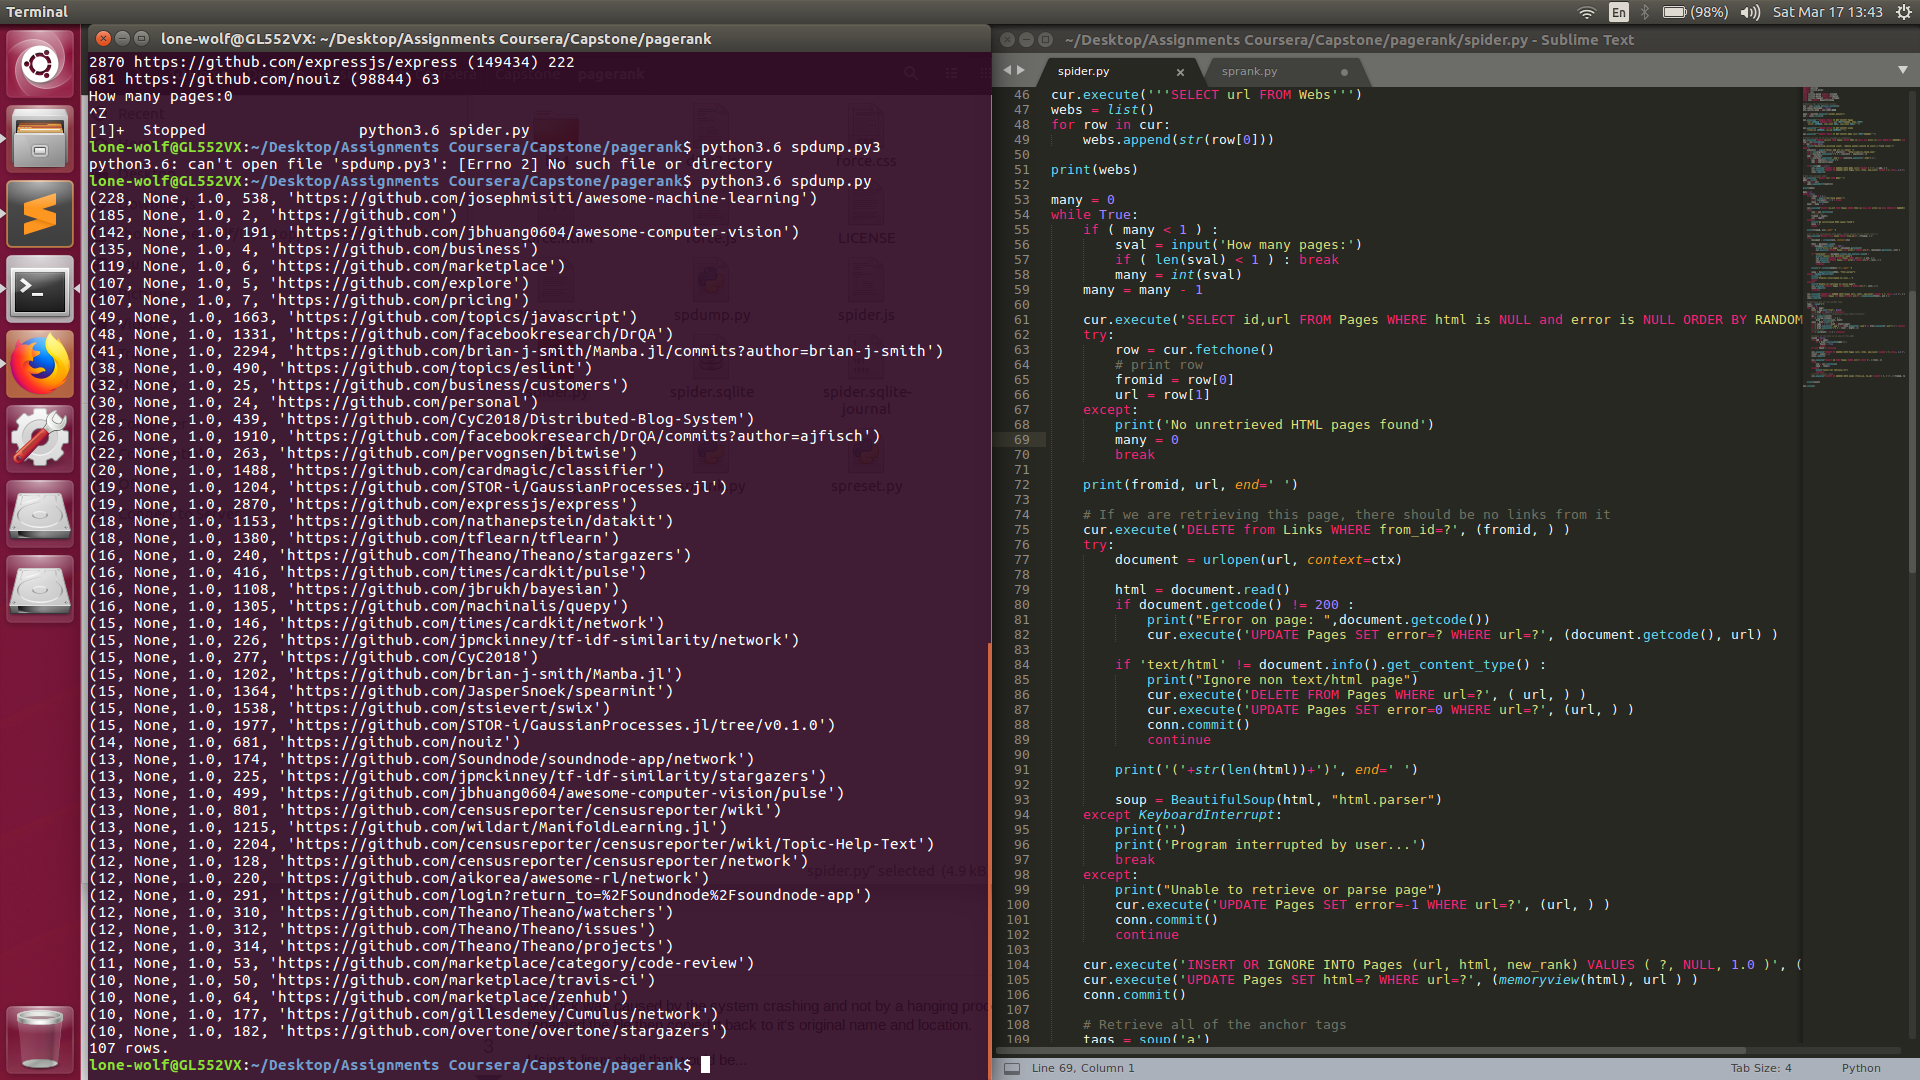 Terminal
En
(98%)
Sat Mar 17 13:43
lone-wolf@GL552VX: ~/Desktop/Assignments Coursera/Capstone/pagerank
2870 https://github.com/expressjs/express (149434) 222
681 https://github.com/nouiz (98844) 63
How many pages:0
^Z
[1]+  Stopped                 python3.6 spider.py
lone-wolf@GL552VX:~/Desktop/Assignments Coursera/Capstone/pagerank$ python3.6 spdump.py3
python3.6: can't open file 'spdump.py3': [Errno 2] No such file or directory
lone-wolf@GL552VX:~/Desktop/Assignments Coursera/Capstone/pagerank$ python3.6 spdump.py
(228, None, 1.0, 538, 'https://github.com/josephmisiti/awesome-machine-learning')
(185, None, 1.0, 2, 'https://github.com')
(142, None, 1.0, 191, 'https://github.com/jbhuang0604/awesome-computer-vision')
(135, None, 1.0, 4, 'https://github.com/business')
(119, None, 1.0, 6, 'https://github.com/marketplace')
(107, None, 1.0, 5, 'https://github.com/explore')
(107, None, 1.0, 7, 'https://github.com/pricing')
(49, None, 1.0, 1663, 'https://github.com/topics/javascript')
(48, None, 1.0, 1331, 'https://github.com/facebookresearch/DrQA')
(41, None, 1.0, 2294, 'https://github.com/brian-j-smith/Mamba.jl/commits?author=brian-j-smith')
(38, None, 1.0, 490, 'https://github.com/topics/eslint')
(32, None, 1.0, 25, 'https://github.com/business/customers')
(30, None, 1.0, 24, 'https://github.com/personal')
(28, None, 1.0, 439, 'https://github.com/CyC2018/Distributed-Blog-System')
(26, None, 1.0, 1910, 'https://github.com/facebookresearch/DrQA/commits?author=ajfisch')
(22, None, 1.0, 263, 'https://github.com/pervognsen/bitwise')
(20, None, 1.0, 1488, 'https://github.com/cardmagic/classifier')
(19, None, 1.0, 1204, 'https://github.com/STOR-i/GaussianProcesses.jl')
(19, None, 1.0, 2870, 'https://github.com/expressjs/express')
(18, None, 1.0, 1153, 'https://github.com/nathanepstein/datakit')
(18, None, 1.0, 1380, 'https://github.com/tflearn/tflearn')
(16, None, 1.0, 240, 'https://github.com/Theano/Theano/stargazers')
(16, None, 1.0, 416, 'https://github.com/times/cardkit/pulse')
(16, None, 1.0, 1108, 'https://github.com/jbrukh/bayesian')
(16, None, 1.0, 1305, 'https://github.com/machinalis/quepy')
(15, None, 1.0, 146, 'https://github.com/times/cardkit/network')
(15, None, 1.0, 226, 'https://github.com/jpmckinney/tf-idf-similarity/network')
(15, None, 1.0, 277, 'https://github.com/CyC2018')
(15, None, 1.0, 1202, 'https://github.com/brian-j-smith/Mamba.jl')
(15, None, 1.0, 1364, 'https://github.com/JasperSnoek/spearmint')
(15, None, 1.0, 1538, 'https://github.com/stsievert/swix')
(15, None, 1.0, 1977, 'https://github.com/STOR-i/GaussianProcesses.jl/tree/v0.1.0')
(14, None, 1.0, 681, 'https://github.com/nouiz')
(13, None, 1.0, 174, 'https://github.com/Soundnode/soundnode-app/network')
(13, None, 1.0, 225, 'https://github.com/jpmckinney/tf-idf-similarity/stargazers')
(13, None, 1.0, 499, 'https://github.com/jbhuang0604/awesome-computer-vision/pulse')
(13, None, 1.0, 801, 'https://github.com/censusreporter/censusreporter/wiki')
(13, None, 1.0, 1215, 'https://github.com/wildart/ManifoldLearning.jl')
(13, None, 1.0, 2204, 'https://github.com/censusreporter/censusreporter/wiki/Topic-Help-Text')
(12, None, 1.0, 128, 'https://github.com/censusreporter/censusreporter/network')
(12, None, 1.0, 220, 'https://github.com/aikorea/awesome-rl/network')
(12, None, 1.0, 291, 'https://github.com/login?return_to=%2FSoundnode%2Fsoundnode-app')
(12, None, 1.0, 310, 'https://github.com/Theano/Theano/watchers')
(12, None, 1.0, 312, 'https://github.com/Theano/Theano/issues')
(12, None, 1.0, 314, 'https://github.com/Theano/Theano/projects')
(11, None, 1.0, 53, 'https://github.com/marketplace/category/code-review')
(10, None, 1.0, 50, 'https://github.com/marketplace/travis-ci')
(10, None, 1.0, 64, 'https://github.com/marketplace/zenhub')
(10, None, 1.0, 177, 'https://github.com/gillesdemey/Cumulus/network')
(10, None, 1.0, 182, 'https://github.com/overtone/overtone/stargazers')
107 rows.
lone-wolf@GL552VX:~/Desktop/Assignments Coursera/Capstone/pagerank$
~/Desktop/Assignments Coursera/Capstone/pagerank/spider.py - Sublime Text
spider.py
sprank.py
46 cur.execute('''SELECT url FROM Webs''')
47 webs = list()
48 for row in cur:
49     webs.append(str(row[0]))
50
51 print(webs)
52
53 many = 0
54 while True:
55     if ( many < 1 ) :
56         sval = input('How many pages:')
57         if ( len(sval) < 1 ) : break
58         many = int(sval)
59     many = many - 1
60
61     cur.execute('SELECT id,url FROM Pages WHERE html is NULL and error is NULL ORDER BY RANDOM
62     try:
63         row = cur.fetchone()
64         # print row
65         fromid = row[0]
66         url = row[1]
67     except:
68         print('No unretrieved HTML pages found')
69         many = 0
70         break
71
72     print(fromid, url, end=' ')
73
74     # If we are retrieving this page, there should be no links from it
75     cur.execute('DELETE from Links WHERE from_id=?', (fromid, ) )
76     try:
77         document = urlopen(url, context=ctx)
78
79         html = document.read()
80         if document.getcode() != 200 :
81             print("Error on page: ",document.getcode())
82             cur.execute('UPDATE Pages SET error=? WHERE url=?', (document.getcode(), url) )
83
84         if 'text/html' != document.info().get_content_type() :
85             print("Ignore non text/html page")
86             cur.execute('DELETE FROM Pages WHERE url=?', ( url, ) )
87             cur.execute('UPDATE Pages SET error=0 WHERE url=?', (url, ) )
88             conn.commit()
89             continue
90
91         print('('+str(len(html))+')', end=' ')
92
93         soup = BeautifulSoup(html, "html.parser")
94     except KeyboardInterrupt:
95         print('')
96         print('Program interrupted by user...')
97         break
98     except:
99         print("Unable to retrieve or parse page")
100         cur.execute('UPDATE Pages SET error=-1 WHERE url=?', (url, ) )
101         conn.commit()
102         continue
103
104     cur.execute('INSERT OR IGNORE INTO Pages (url, html, new_rank) VALUES ( ?, NULL, 1.0 )', (
105     cur.execute('UPDATE Pages SET html=? WHERE url=?', (memoryview(html), url ) )
106     conn.commit()
107
108     # Retrieve all of the anchor tags
109     tags = soup('a')
Line 69, Column 1
Tab Size: 4
Python